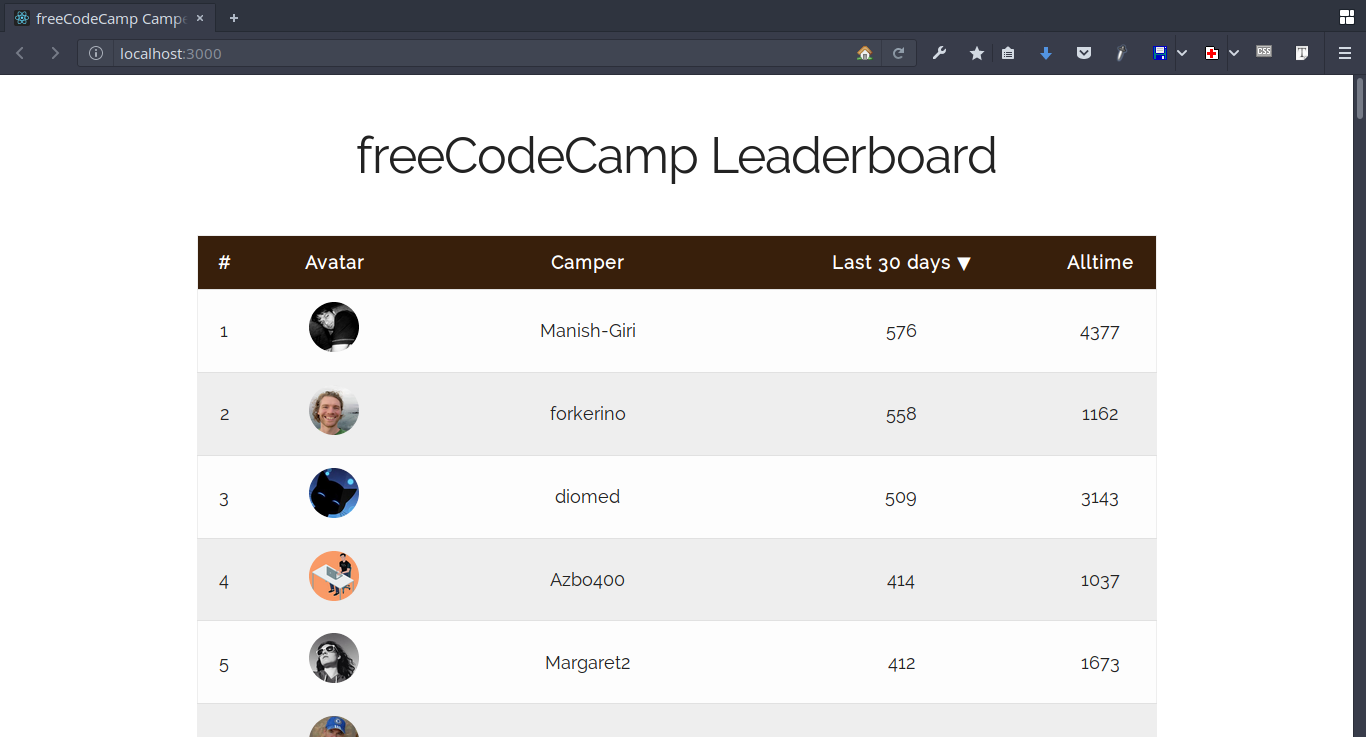 freeCodeCamp Campe
localhost:3000
CSS
T
freeCodeCamp Leaderboard
# Avatar Camper Last 30 days ▼ Alltime
1 Manish-Giri 576 4377
2 forkerino 558 1162
3 diomed 509 3143
4 Azbo400 414 1037
5 Margaret2 412 1673